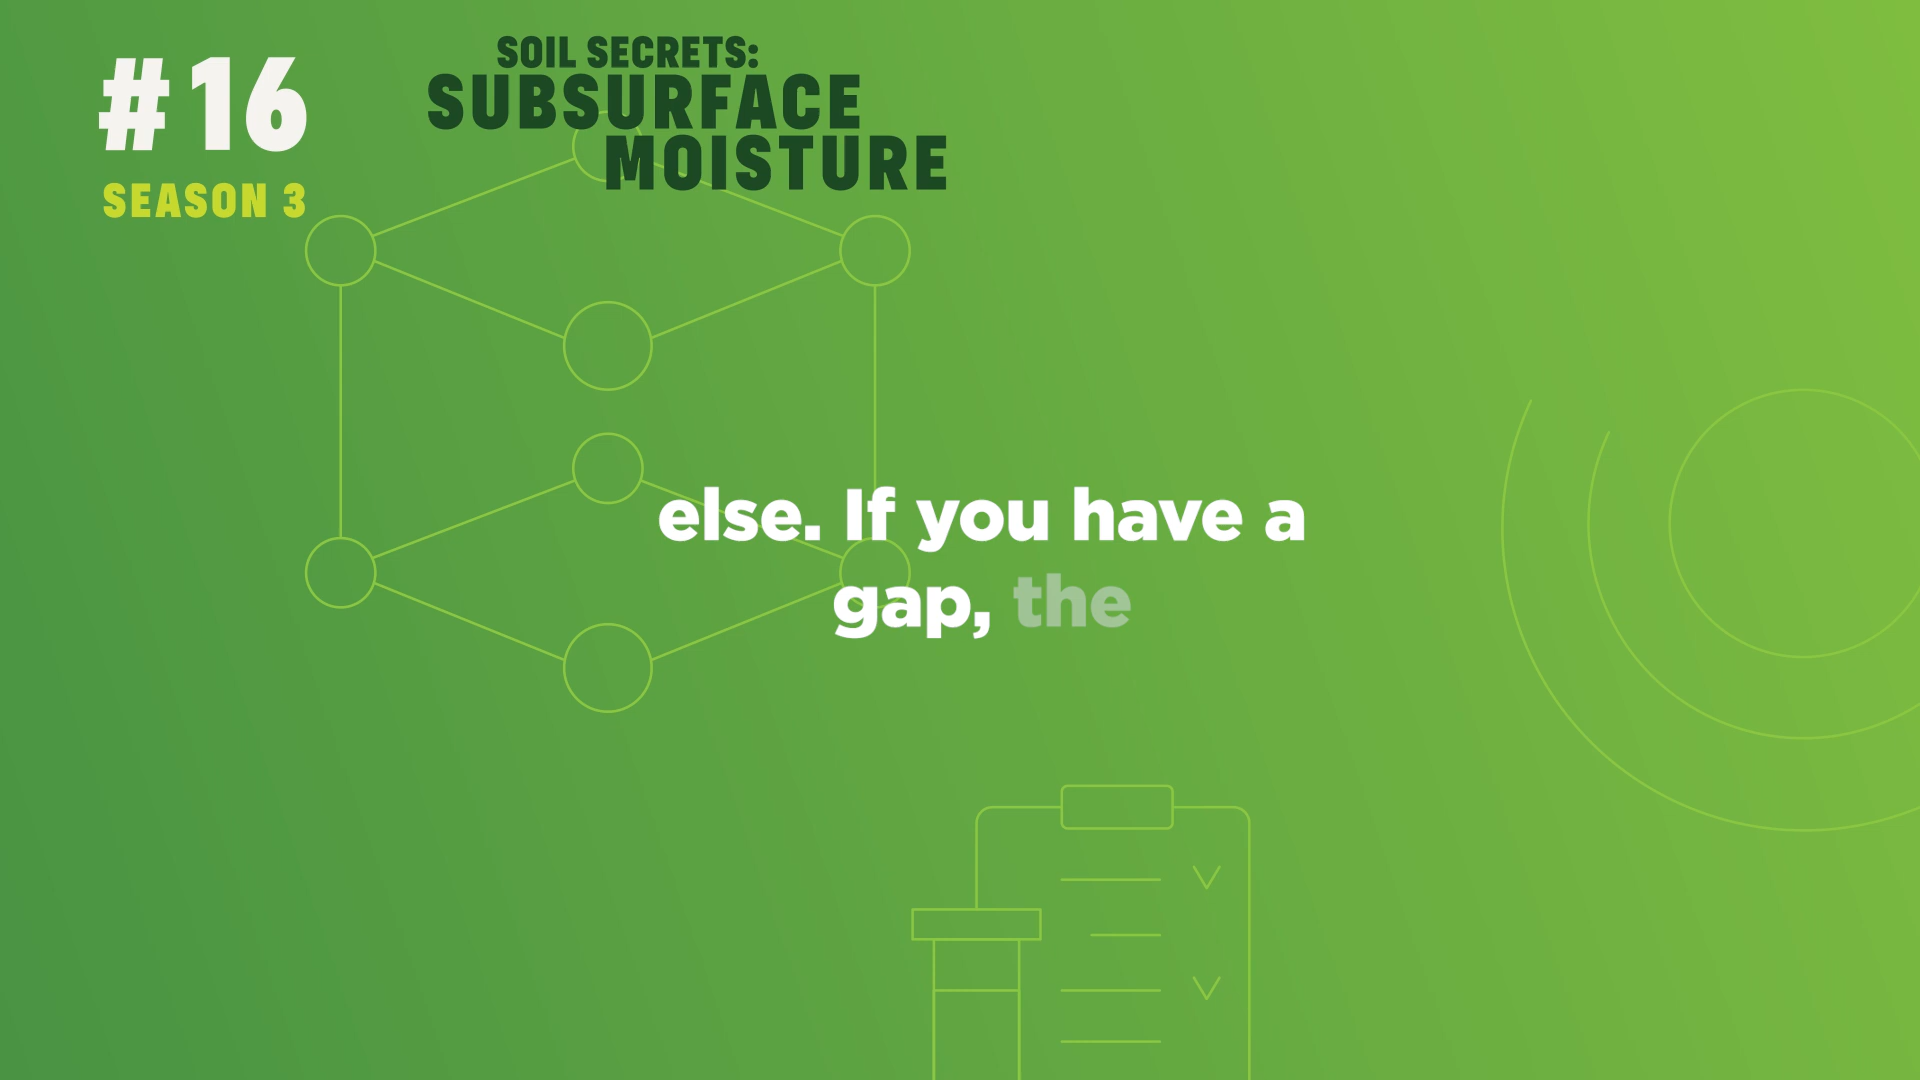 #16
SEASON 3
SOIL SECRETS:
SUBSURFACE
MOISTURE
else. If you have a
gap, the